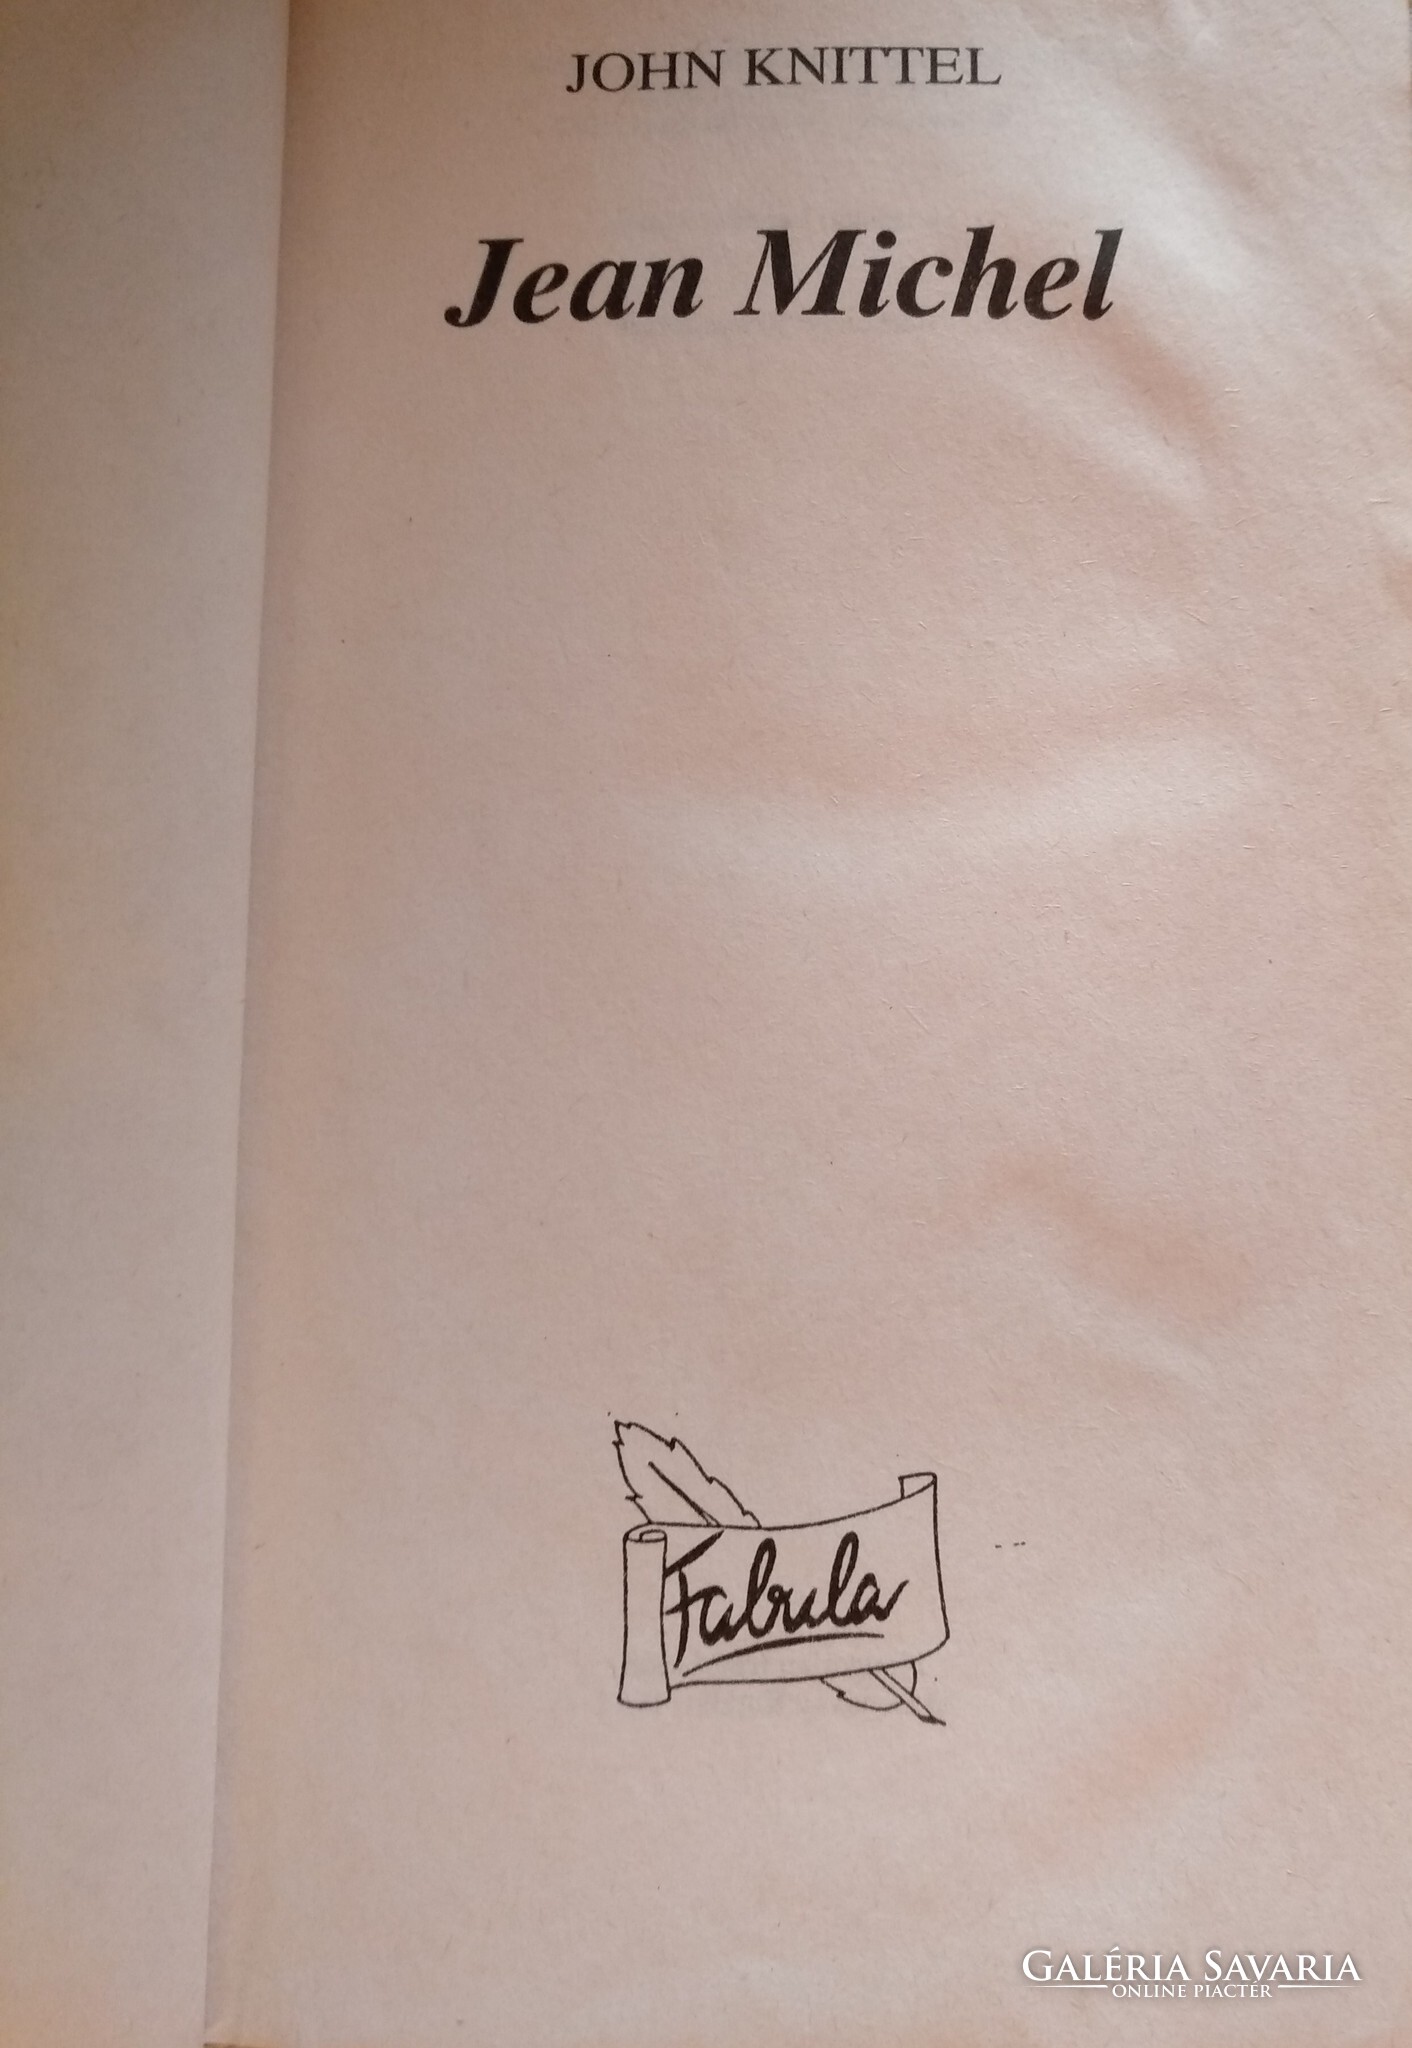 JOHN KNITTEL
Jean Michel
Fabula
GALÉRIA SAVARIA
ONLINE PIACTÉR